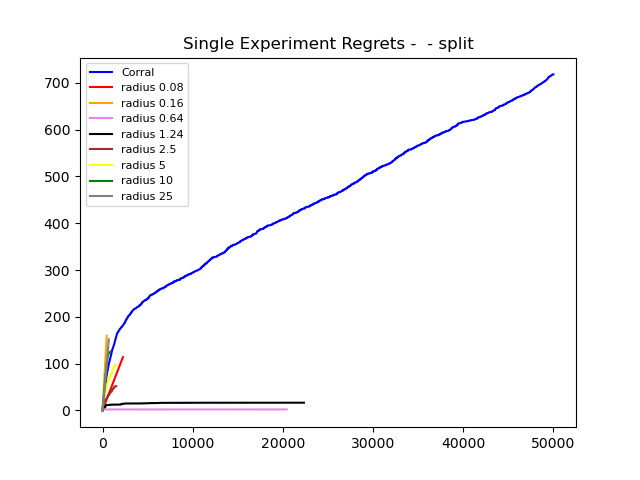 Single Experiment Regrets -  - split
Corral
radius 0.08
radius 0.16
radius 0.64
radius 1.24
radius 2.5
radius 5
radius 10
radius 25
700
600
500
400
300
200
100
0
0 10000 20000 30000 40000 50000